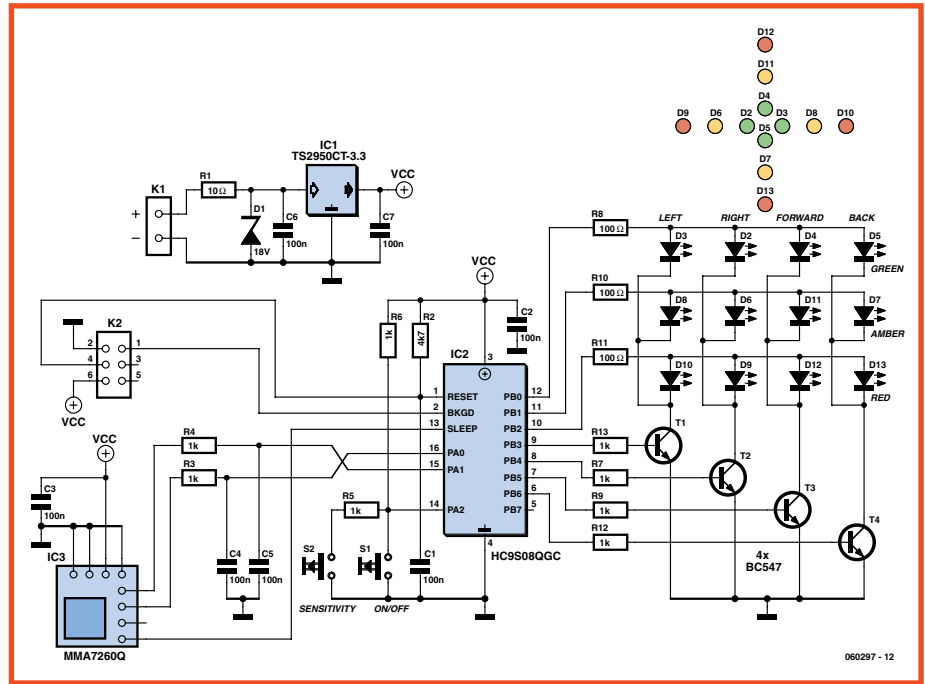 D12
D11
D4
D9 D6 D2 D3 D8 D10
D5
D7
D13
IC1
TS2950CT-3.3
VCC
K1
R1
10Ω
+
–
D1
18V
C6
100n
C7
100n
R8
100Ω
LEFT RIGHT FORWARD BACK
D3 D2 D4 D5
GREEN
R10
100Ω
D8 D6 D11 D7
AMBER
R11
100Ω
D10 D9 D12 D13
RED
VCC
R6
1k
R2
4k7
C2
100n
K2
2 1
4 3
6 5
VCC
IC2
3
1 RESET PB0 12
2 BKGD PB1 11
13 SLEEP PB2 10
PB3 9
16 PA0 PB4 8
15 PA1 PB5 7
PB6 6
14 PA2 PB7 5
4
HC9S08QGC
R13
1k
R7
1k
R9
1k
R12
1k
T1
T2
T3
T4
4x
BC547
VCC
R4
1k
R3
1k
R5
1k
C3
100n
IC3
C4
100n
C5
100n
S2
S1
C1
100n
SENSITIVITY ON/OFF
MMA7260Q
060297 - 12